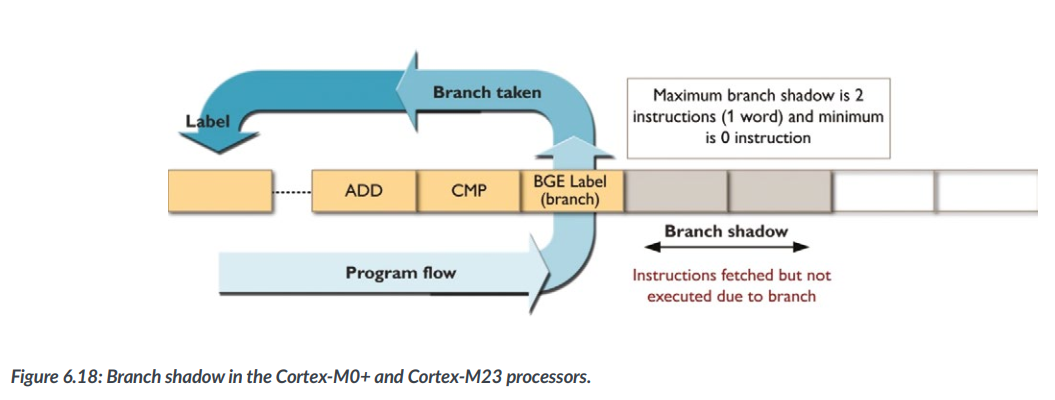 Branch taken
Label
Maximum branch shadow is 2
instructions (1 word) and minimum
is 0 instruction
ADD
CMP
BGE Label
(branch)
Branch shadow
Program flow
Instructions fetched but not
executed due to branch
Figure 6.18: Branch shadow in the Cortex-M0+ and Cortex-M23 processors.